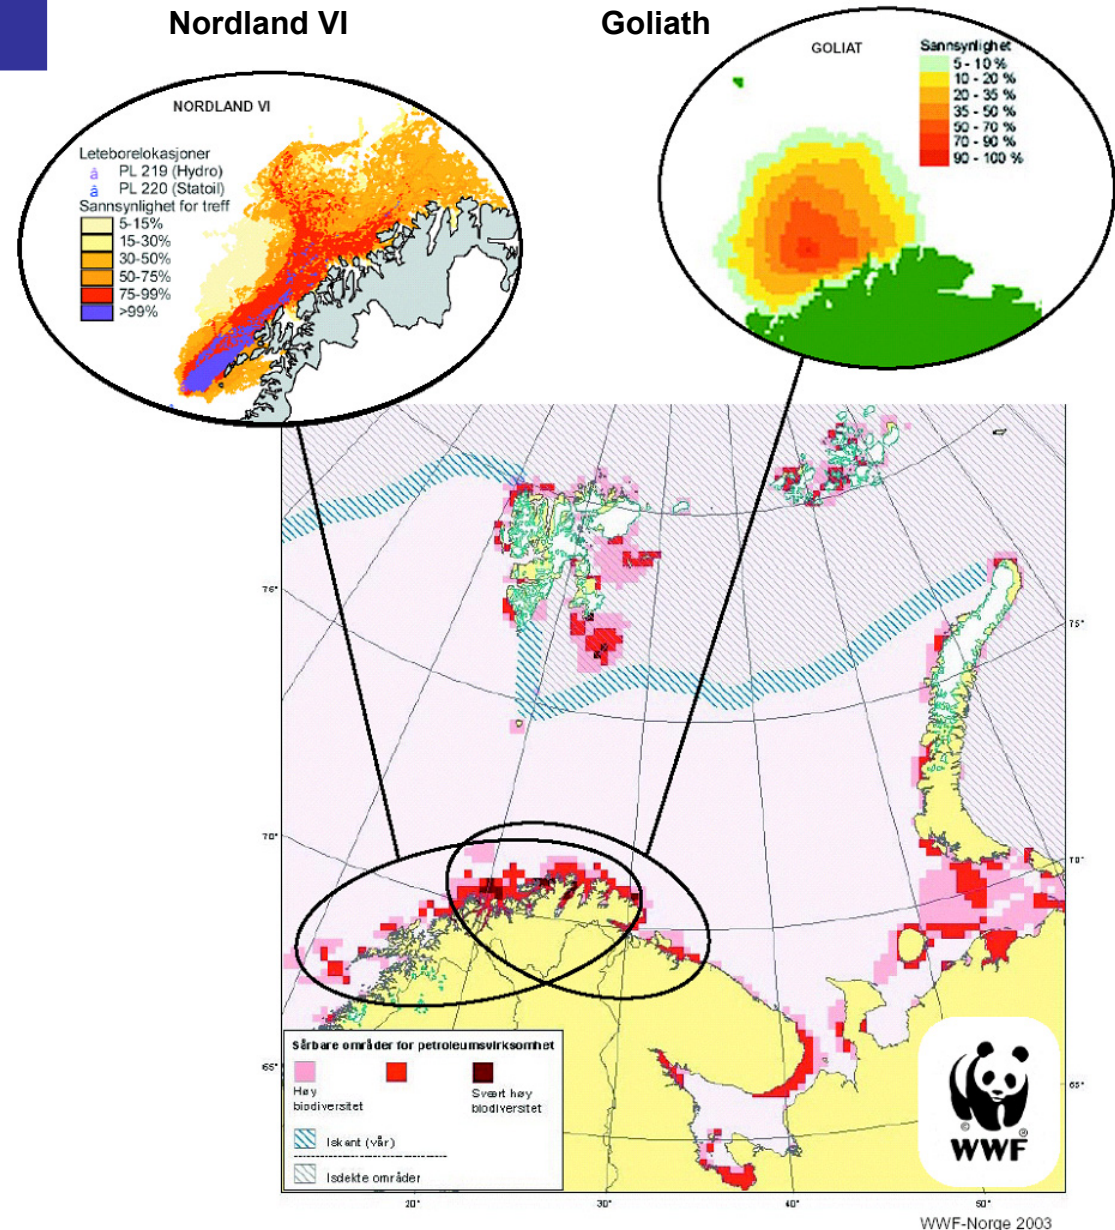 Nordland VI
Goliath
NORDLAND VI
Leteborelokasjoner
â PL 219 (Hydro)
â PL 220 (Statoil)
Sannsynlighet for treff
5-15%
15-30%
30-50%
50-75%
75-99%
>99%
GOLIAT
Sannsynlighet
5 - 10 %
10 - 20 %
20 - 35 %
35 - 50 %
50 - 70 %
70 - 90 %
90 - 100 %
76°
75°
70°
70°
65°
65°
Sårbare områder for petroleumsvirksomhet
Høy
biodiversitet
Svært høy
biodiversitet
Iskant (vår)
Isdekte områder
20°
30°
40°
50°
©
®
WWF
WWF-Norge 2003